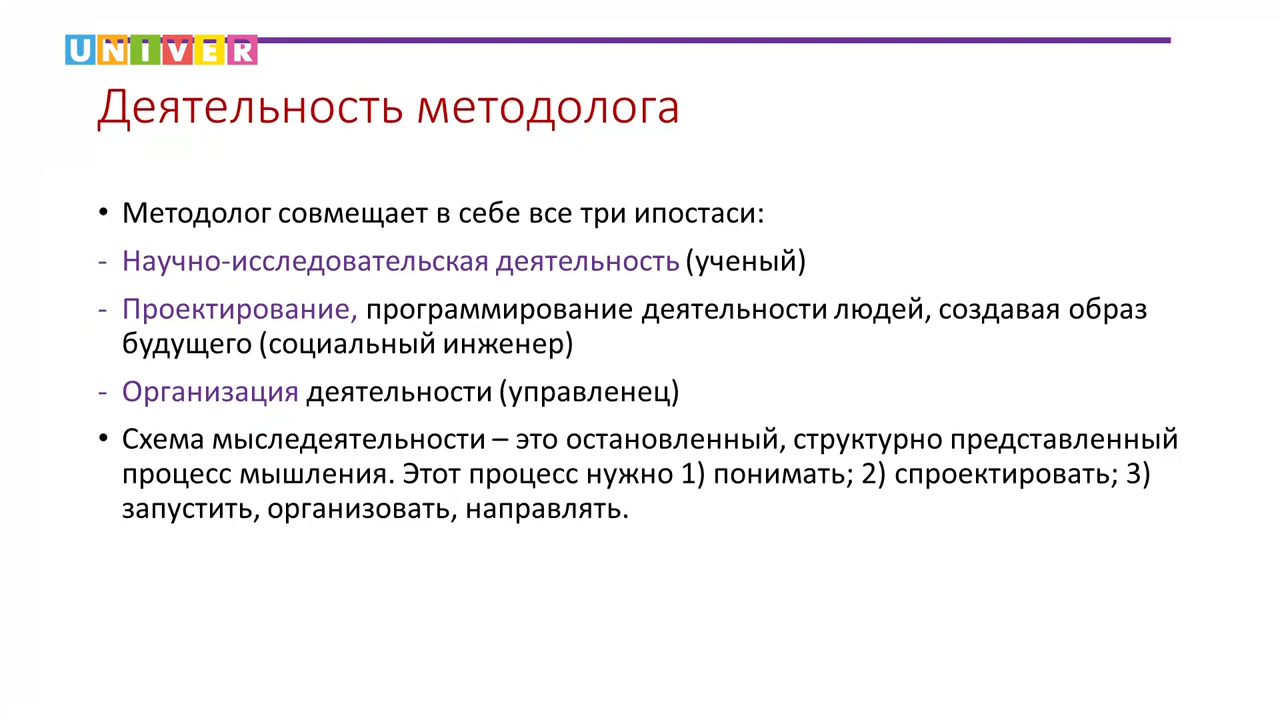 UNIVER
Деятельность методолога
• Методолог совмещает в себе все три ипостаси:
- Научно-исследовательская деятельность (ученый)
- Проектирование, программирование деятельности людей, создавая образ
будущего (социальный инженер)
- Организация деятельности (управленец)
• Схема мыследеятельности – это остановленный, структурно представленный
процесс мышления. Этот процесс нужно 1) понимать; 2) спроектировать; 3)
запустить, организовать, направлять.